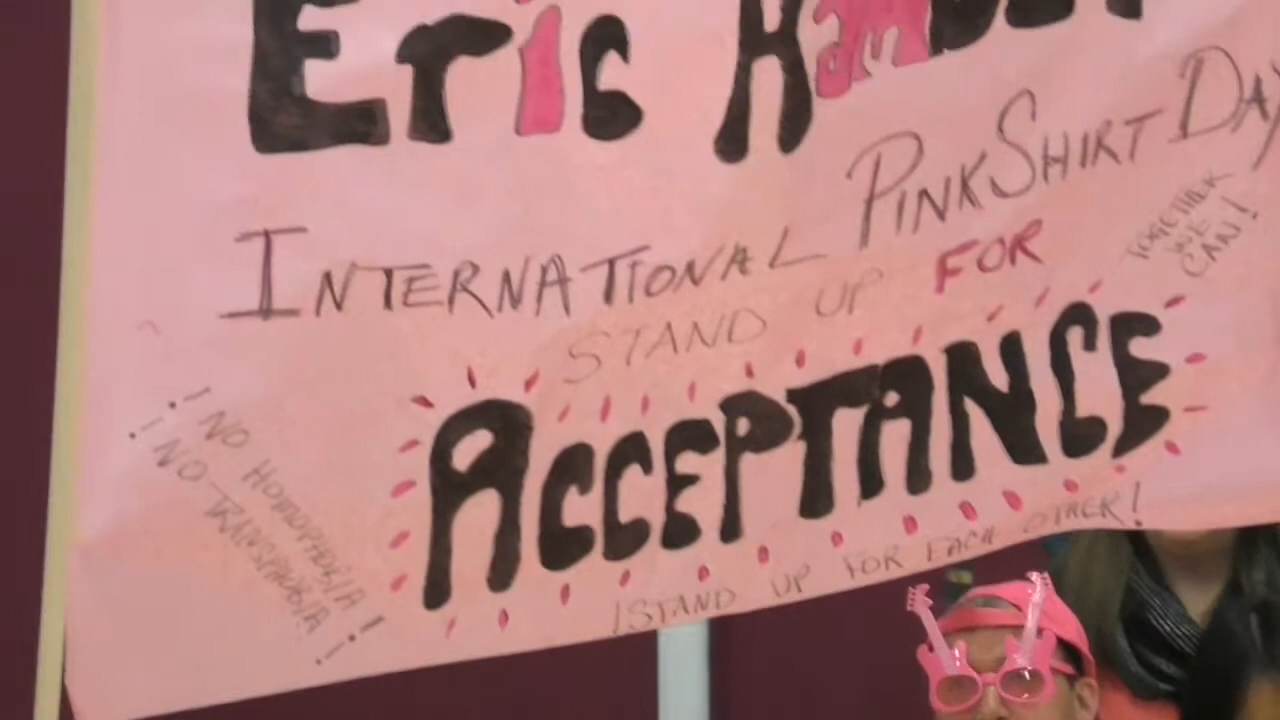 Eric Ham
INTERNATIONAL PINK SHIRT DAY
STAND UP FOR
TOGETHER
WE
CAN!
ACCEPTANCE
¡ NO HOMOPHOBIA !
¡ NO TRANSPHOBIA !
¡STAND UP FOR EACH OTHER!